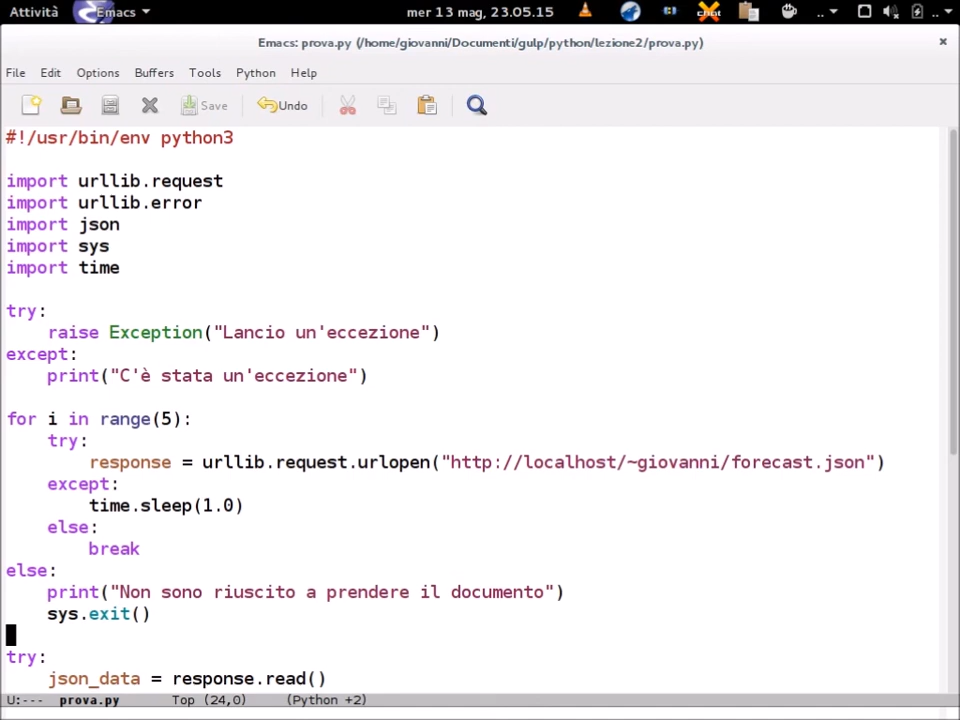 Attività Emacs mer 13 mag, 23.05.15
Emacs: prova.py (/home/giovanni/Documenti/gulp/python/lezione2/prova.py)
File Edit Options Buffers Tools Python Help
Save Undo
#!/usr/bin/env python3
import urllib.request
import urllib.error
import json
import sys
import time
try:
    raise Exception("Lancio un'eccezione")
except:
    print("C'è stata un'eccezione")
for i in range(5):
    try:
        response = urllib.request.urlopen("http://localhost/~giovanni/forecast.json")
    except:
        time.sleep(1.0)
    else:
        break
else:
    print("Non sono riuscito a prendere il documento")
    sys.exit()
try:
    json_data = response.read()
U:--- prova.py Top (24,0) (Python +2)